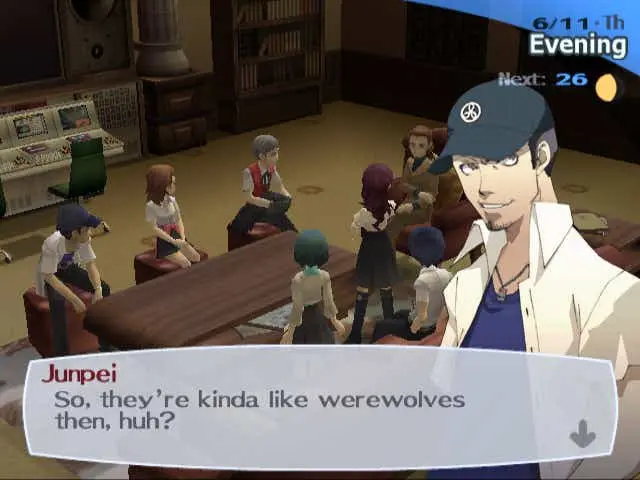 6/11·Th
Evening
Next: 26
Junpei
So, they're kinda like werewolves
then, huh?